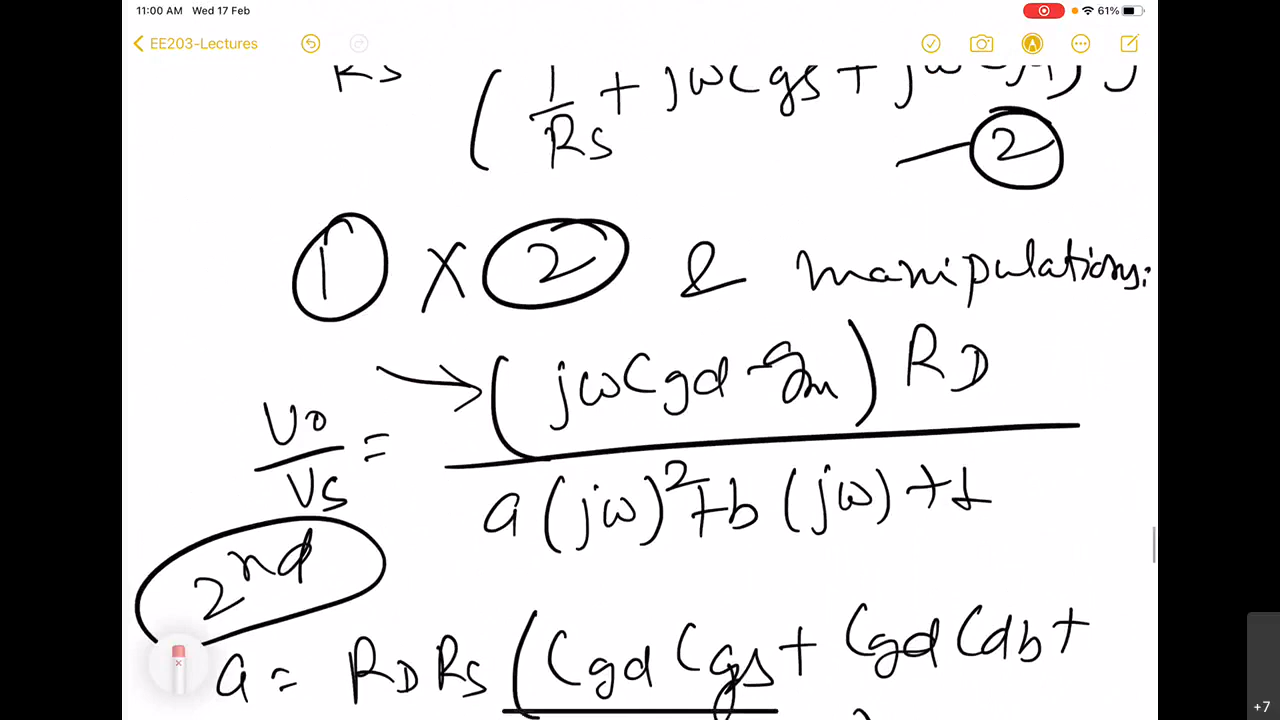 11:00 AM Wed 17 Feb 61%
EE203-Lectures
RS ( 1/RS + jωCgs + jω
2
1 X 2 & manipulations:
→ (jωCgd - gm) RD
Vo/Vs =
a(jω)² + b(jω) + 1
2nd
a = RD RS (Cgd Cgs + Cgd Cdb +
+7